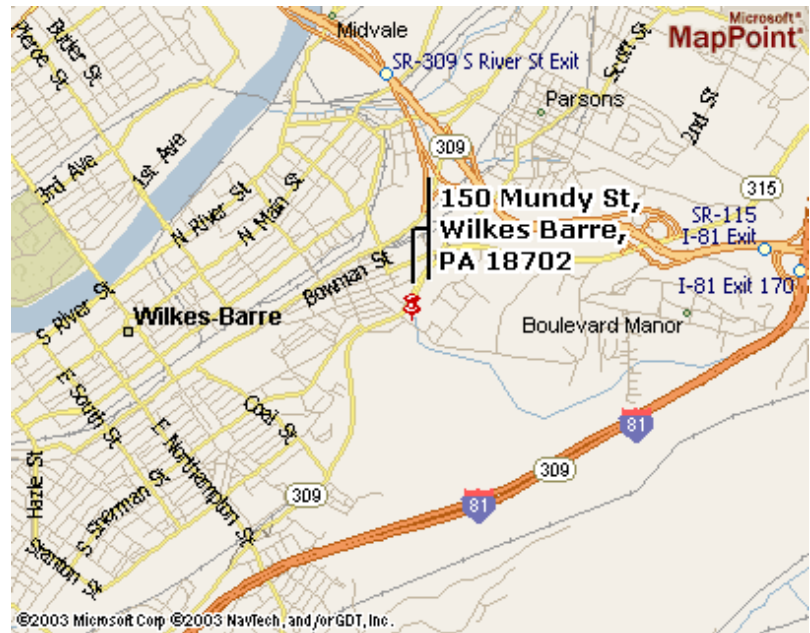 Microsoft®
MapPoint®
Midvale
Butler St
Pierce St
SR-309 S River St Exit
Scott St
Parsons
2nd St
3rd Ave
1st Ave
309
315
N River St
N Main St
150 Mundy St,
Wilkes Barre,
PA 18702
SR-115
I-81 Exit
I-81 Exit 170
Bowman St
S River St
Wilkes-Barre
Boulevard Manor
E South St
Coal St
E Northampton St
81
309
Hazle St
S Sherman St
309
81
Stanton St
©2003 Microsoft Corp ©2003 NavTech, and/or GDT, Inc.